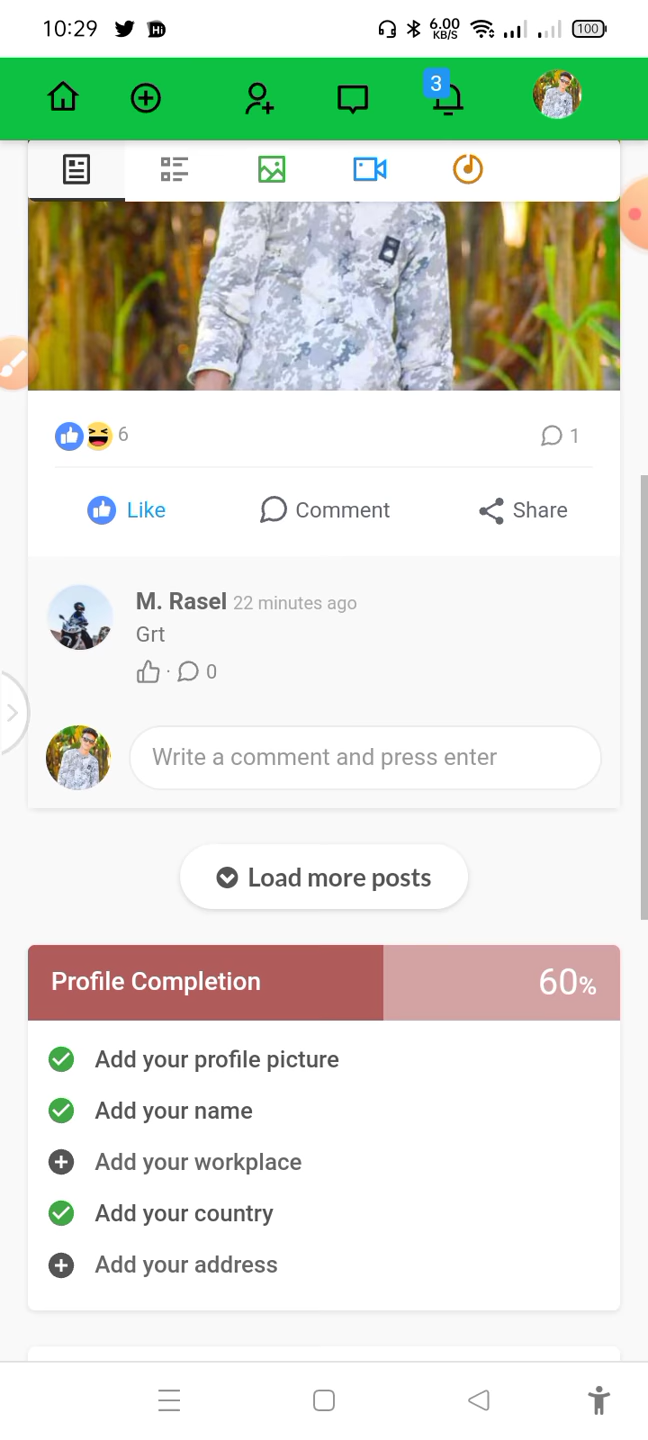 10:29 Hi 6.00 KB/S 100
3
6 1
Like Comment Share
M. Rasel 22 minutes ago
Grt
0
Write a comment and press enter
Load more posts
Profile Completion 60%
Add your profile picture
Add your name
Add your workplace
Add your country
Add your address